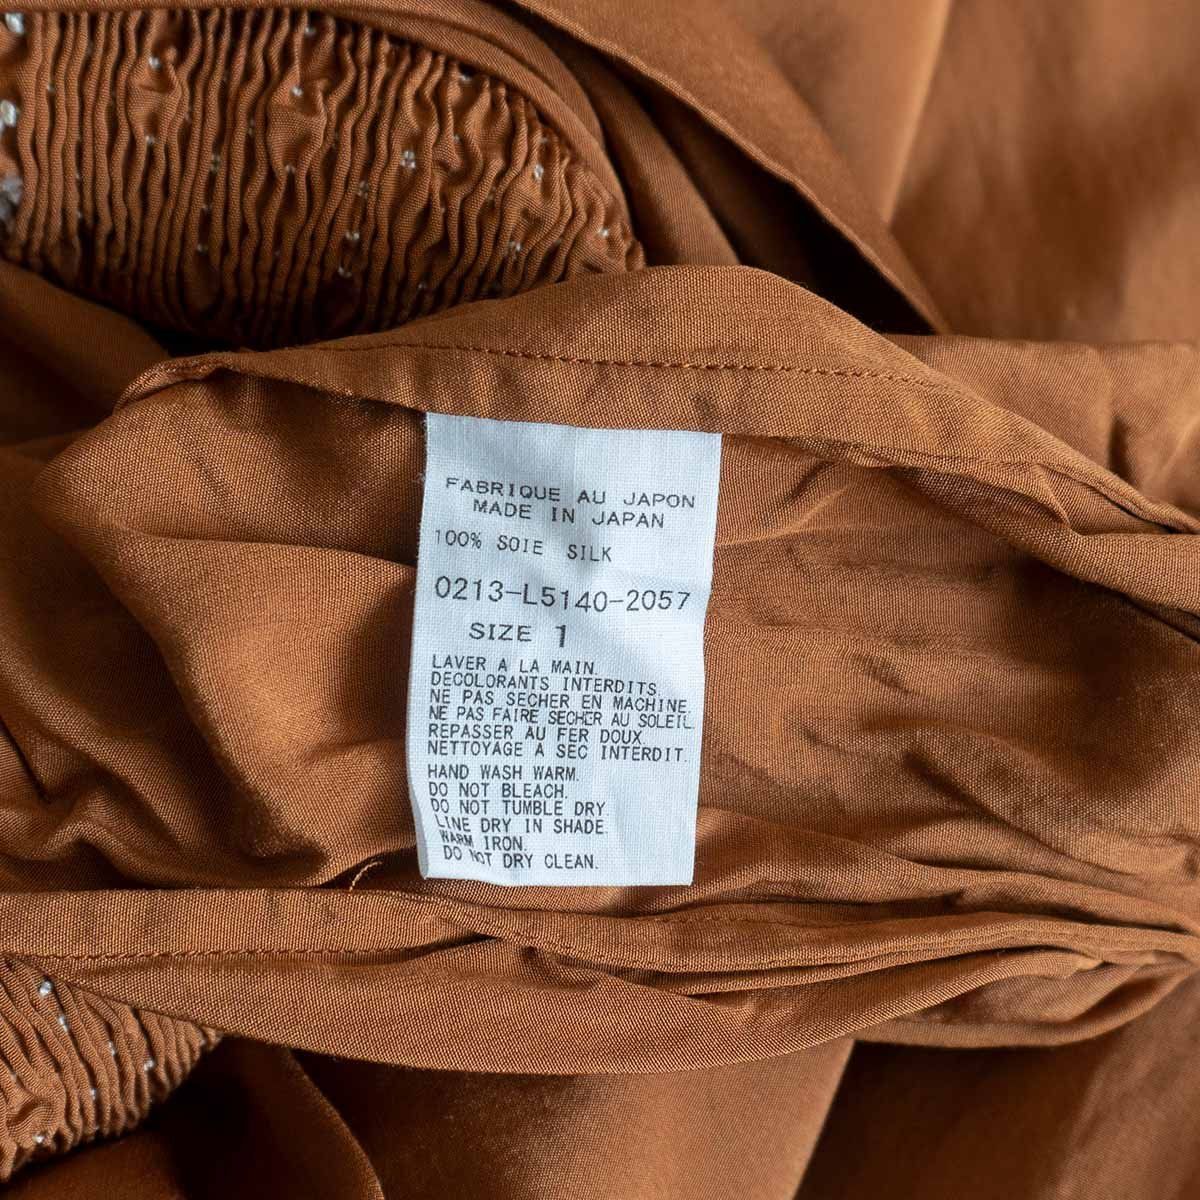 FABRIQUE AU JAPON
MADE IN JAPAN
100% SOIE SILK
0213-L5140-2057
SIZE 1
LAVER A LA MAIN.
DECOLORANTS INTERDITS.
NE PAS SECHER EN MACHINE.
NE PAS FAIRE SECHER AU SOLEIL.
REPASSER AU FER DOUX.
NETTOYAGE A SEC INTERDIT.
HAND WASH WARM.
DO NOT BLEACH.
DO NOT TUMBLE DRY
LINE DRY IN SHADE.
WARM IRON.
DO NOT DRY CLEAN.